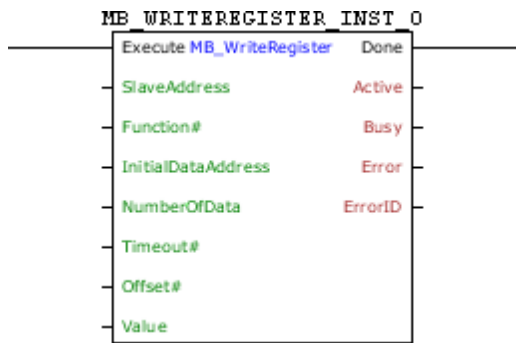 MB_WRITEREGISTER_INST_0
Execute MB_WriteRegister Done
SlaveAddress Active
Function# Busy
InitialDataAddress Error
NumberOfData ErrorID
Timeout#
Offset#
Value